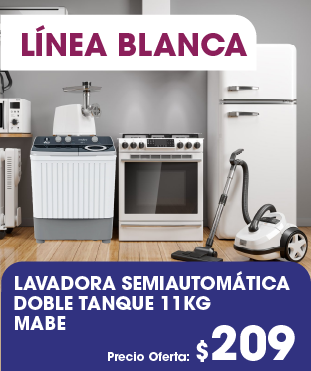 LÍNEA BLANCA
LAVADORA SEMIAUTOMÁTICA
DOBLE TANQUE 11KG
MABE
Precio Oferta: $209